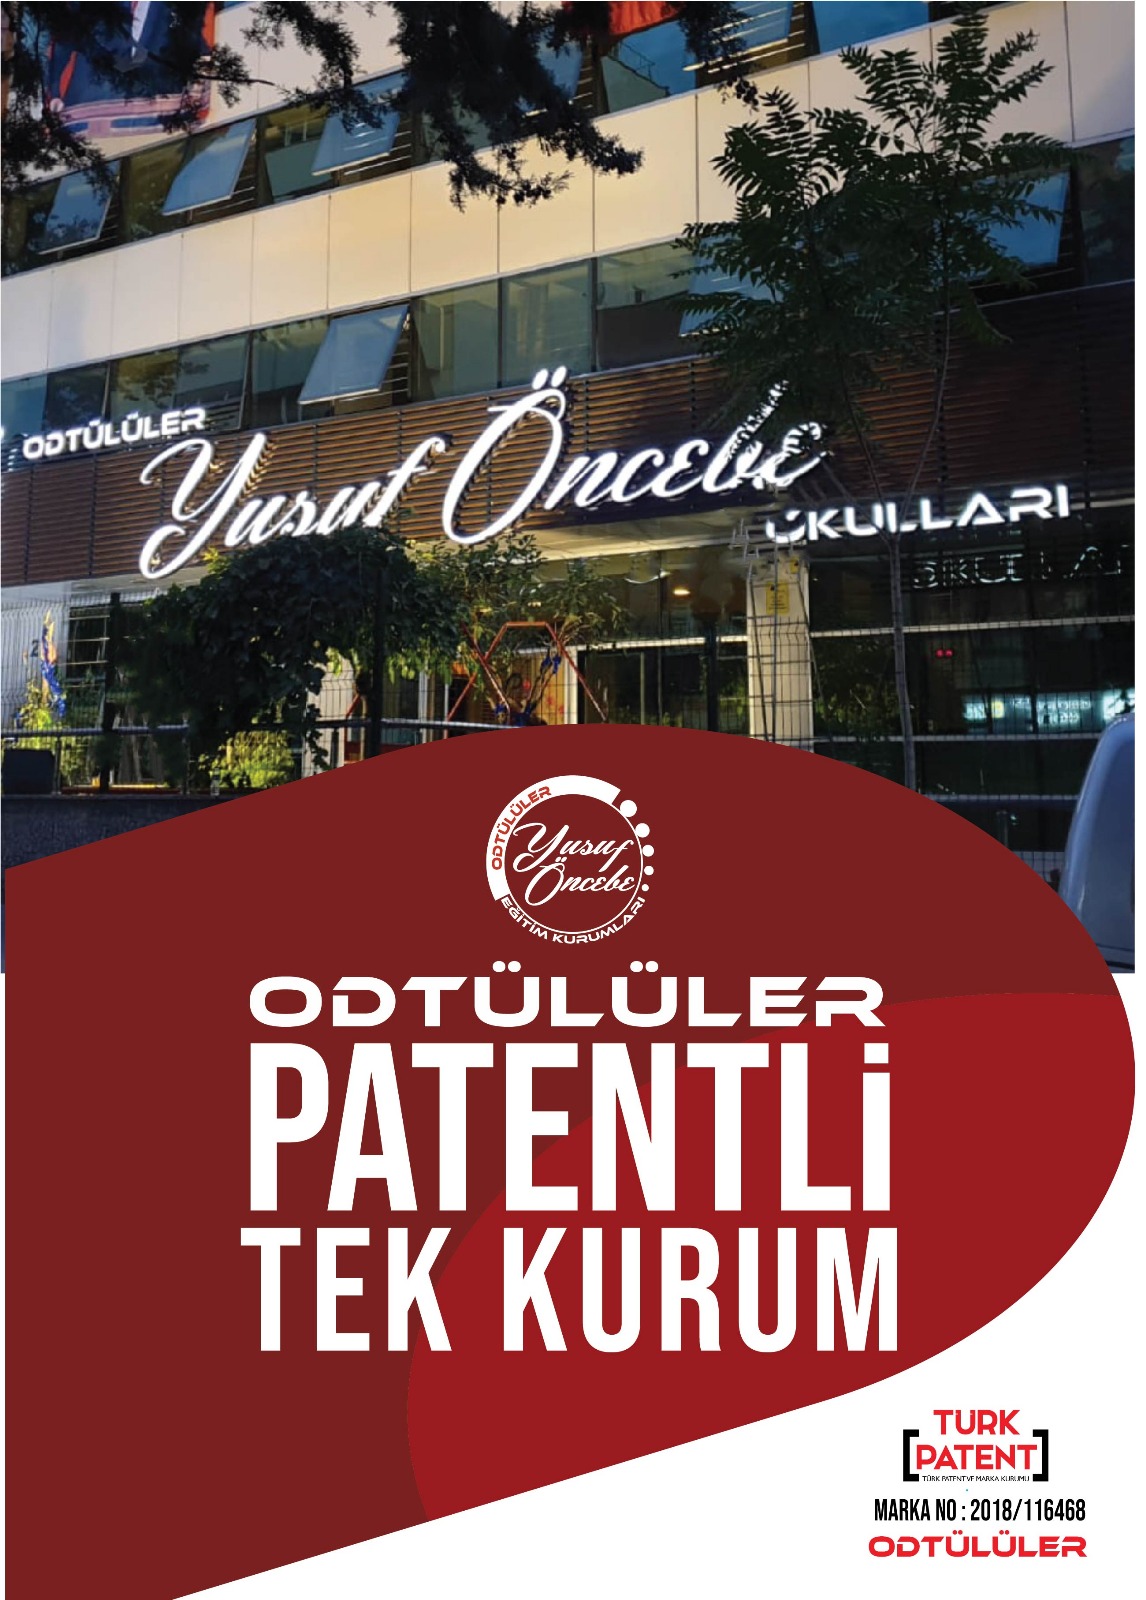 ODTÜLÜLER
Yusuf Öncebe
OKULLARI
ODTÜLÜLER
Yusuf
Öncebe
EĞİTİM KURUMLARI
ODTÜLÜLER
PATENTLİ
TEK KURUM
TÜRK
PATENT
TÜRK PATENT VE MARKA KURUMU
MARKA NO : 2018/116468
ODTÜLÜLER